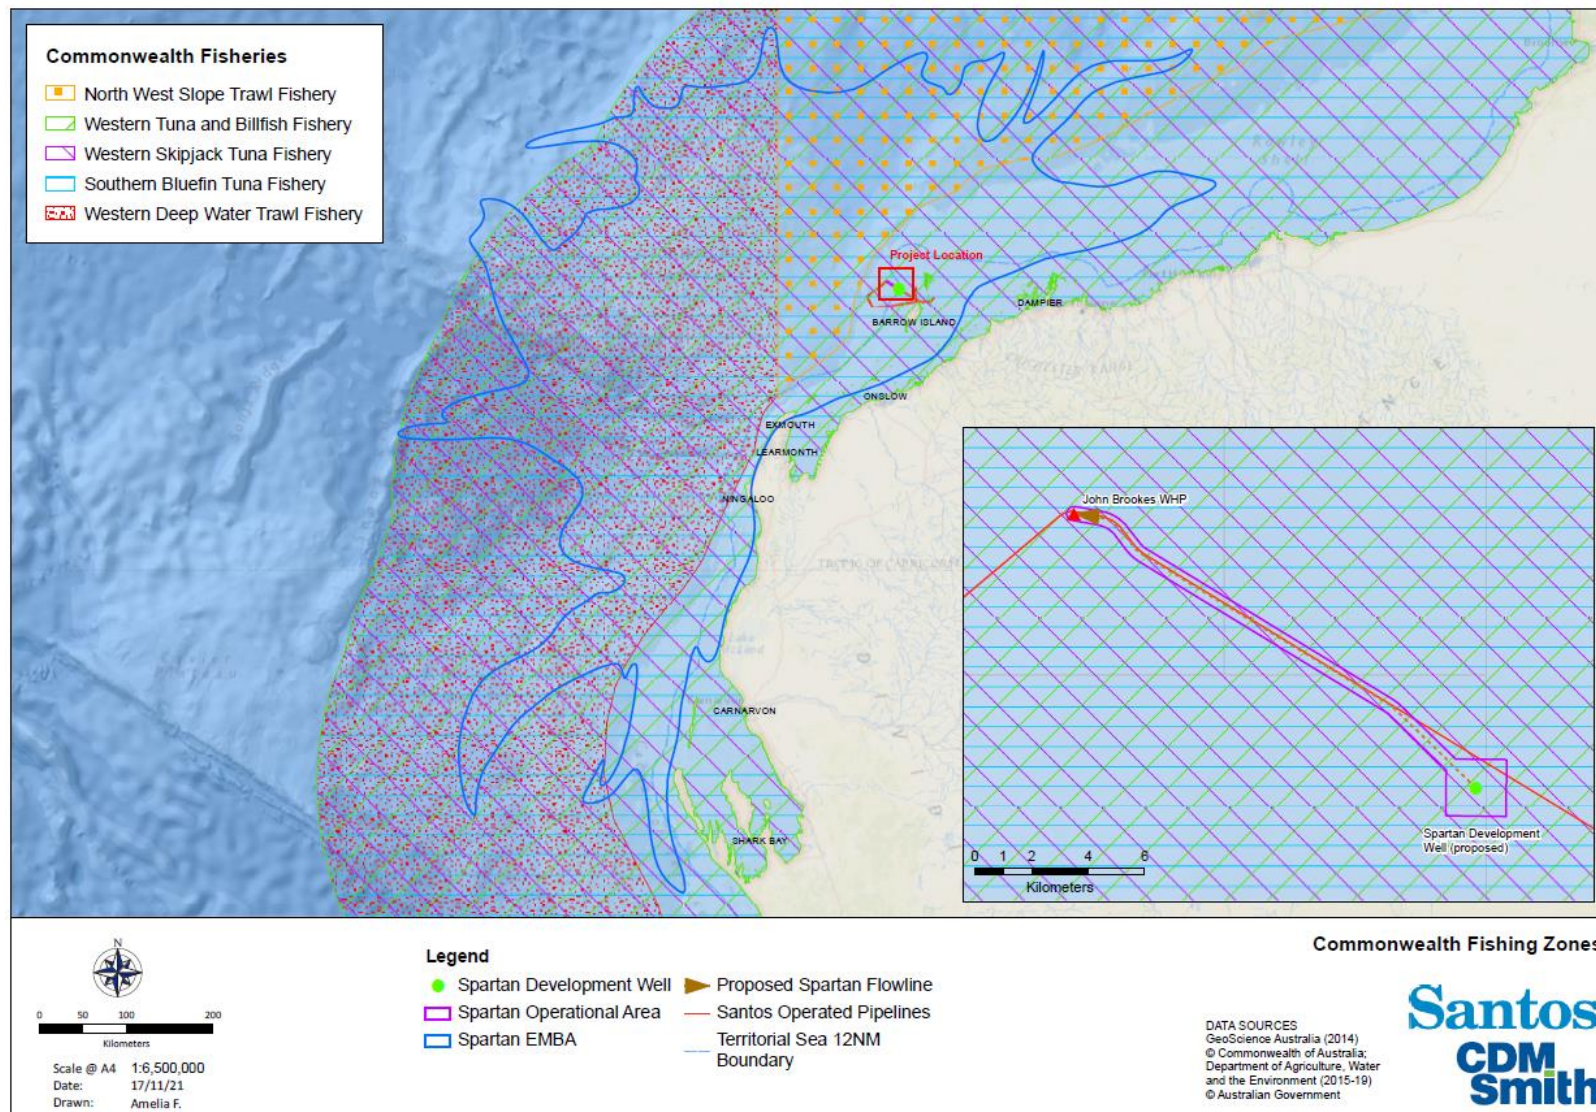 Commonwealth Fisheries
North West Slope Trawl Fishery
Western Tuna and Billfish Fishery
Western Skipjack Tuna Fishery
Southern Bluefin Tuna Fishery
Western Deep Water Trawl Fishery
Project Location
DAMPIER
BARROW ISLAND
ONSLOW
EXMOUTH
LEARMONTH
NINGALOO
CARNARVON
SHARK BAY
John Brookes WHP
Spartan Development
Well (proposed)
0 1 2 4 6
Kilometers
N
0 50 100 200
Kilometers
Scale @ A4 1:6,500,000
Date: 17/11/21
Drawn: Amelia F.
Legend
Spartan Development Well
Spartan Operational Area
Spartan EMBA
Proposed Spartan Flowline
Santos Operated Pipelines
Territorial Sea 12NM
Boundary
Commonwealth Fishing Zones
DATA SOURCES
GeoScience Australia (2014)
© Commonwealth of Australia;
Department of Agriculture, Water
and the Environment (2015-19)
© Australian Government
Santos
CDM
Smith